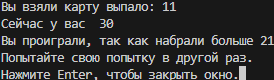 Вы взяли карту выпало: 11
Сейчас у вас  30
Вы проиграли, так как набрали больше 21
Попытайте свою попытку в другой раз.
Нажмите Enter, чтобы закрыть окно.